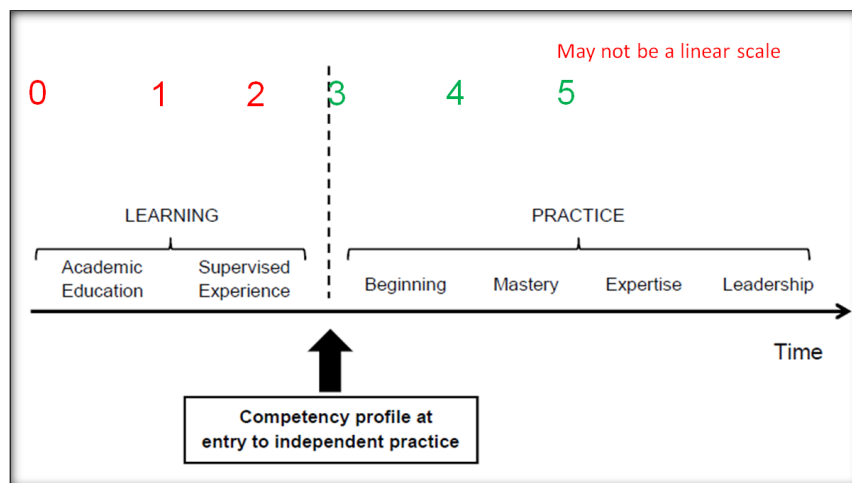 May not be a linear scale
0 1 2 3 4 5
LEARNING PRACTICE
Academic Education
Supervised Experience
Beginning Mastery Expertise Leadership
Time
Competency profile at
entry to independent practice